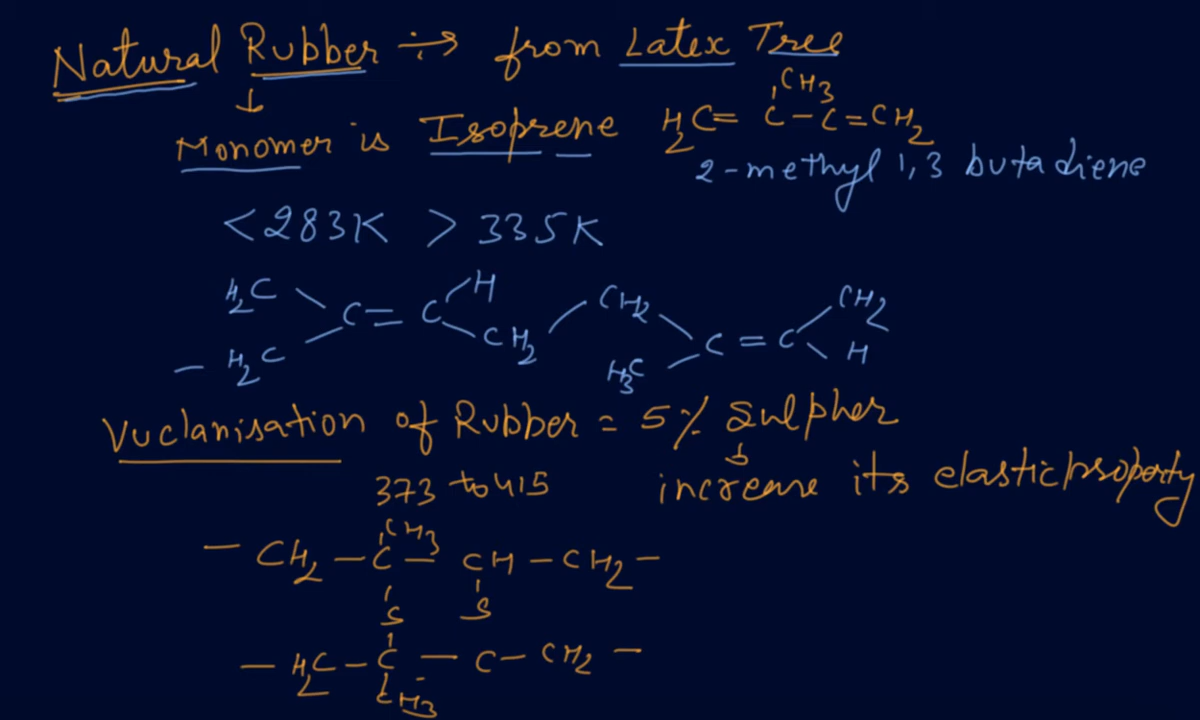 Natural Rubber → from Latex Tree
↓
CH3
Monomer is Isoprene H2C= C-C=CH2
2-methyl 1,3 butadiene
<283K > 335K
H2C H CH2 CH2
C=C C=C
- H2C CH2 H3C H
Vuclanisation of Rubber = 5% Sulpher
↓
373 to 415 increase its elastic property
CH3
- CH2 - C - CH - CH2 -
S S
- H2C - C - C - CH2 -
CH3